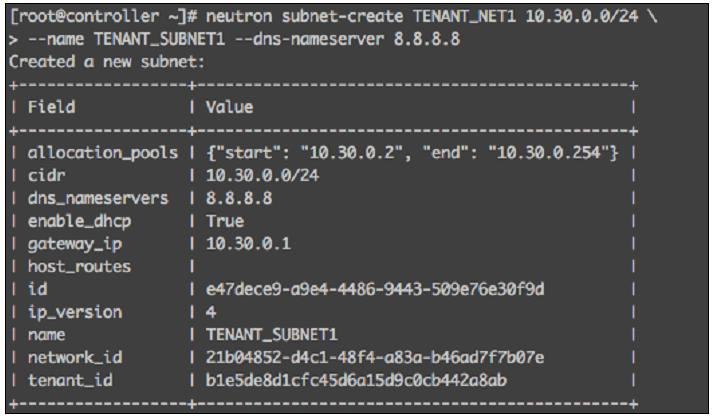 [root@controller ~]# neutron subnet-create TENANT_NET1 10.30.0.0/24 \
> --name TENANT_SUBNET1 --dns-nameserver 8.8.8.8
Created a new subnet:
+------------------+--------------------------------------------+
| Field            | Value                                      |
+------------------+--------------------------------------------+
| allocation_pools | {"start": "10.30.0.2", "end": "10.30.0.254"} |
| cidr             | 10.30.0.0/24                               |
| dns_nameservers  | 8.8.8.8                                    |
| enable_dhcp      | True                                       |
| gateway_ip       | 10.30.0.1                                  |
| host_routes      |                                            |
| id               | e47dece9-a9e4-4486-9443-509e76e30f9d       |
| ip_version       | 4                                          |
| name             | TENANT_SUBNET1                             |
| network_id       | 21b04852-d4c1-48f4-a83a-b46ad7f7b07e       |
| tenant_id        | b1e5de8d1cfc45d6a15d9c0cb442a8ab           |
+------------------+--------------------------------------------+